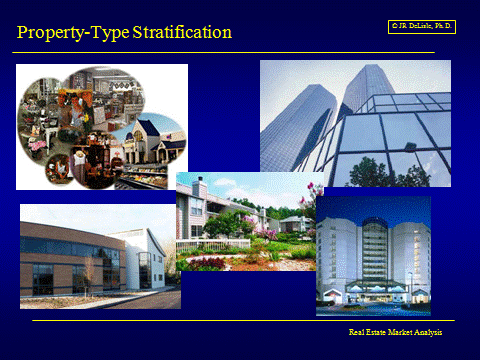 Property-Type Stratification
© JR DeLisle, Ph.D.
Real Estate Market Analysis